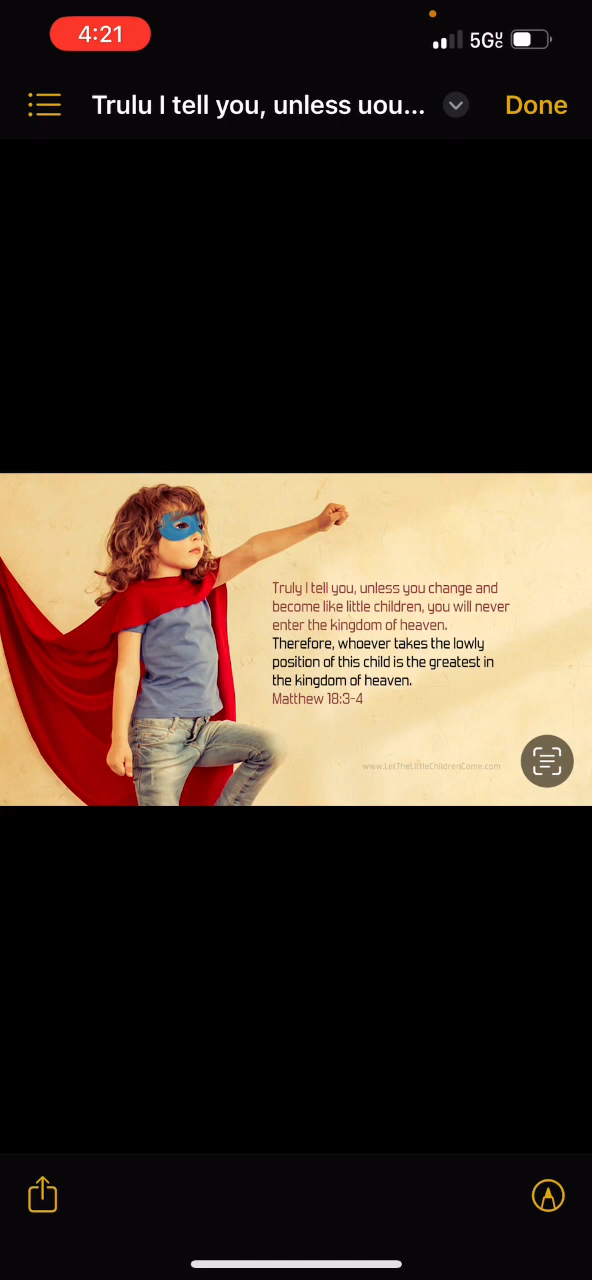 4:21
5G
Trulu I tell you, unless uou...
Done
Truly I tell you, unless you change and
become like little children, you will never
enter the kingdom of heaven.
Therefore, whoever takes the lowly
position of this child is the greatest in
the kingdom of heaven.
Matthew 18:3-4
www.LetTheLittleChildrenCome.com